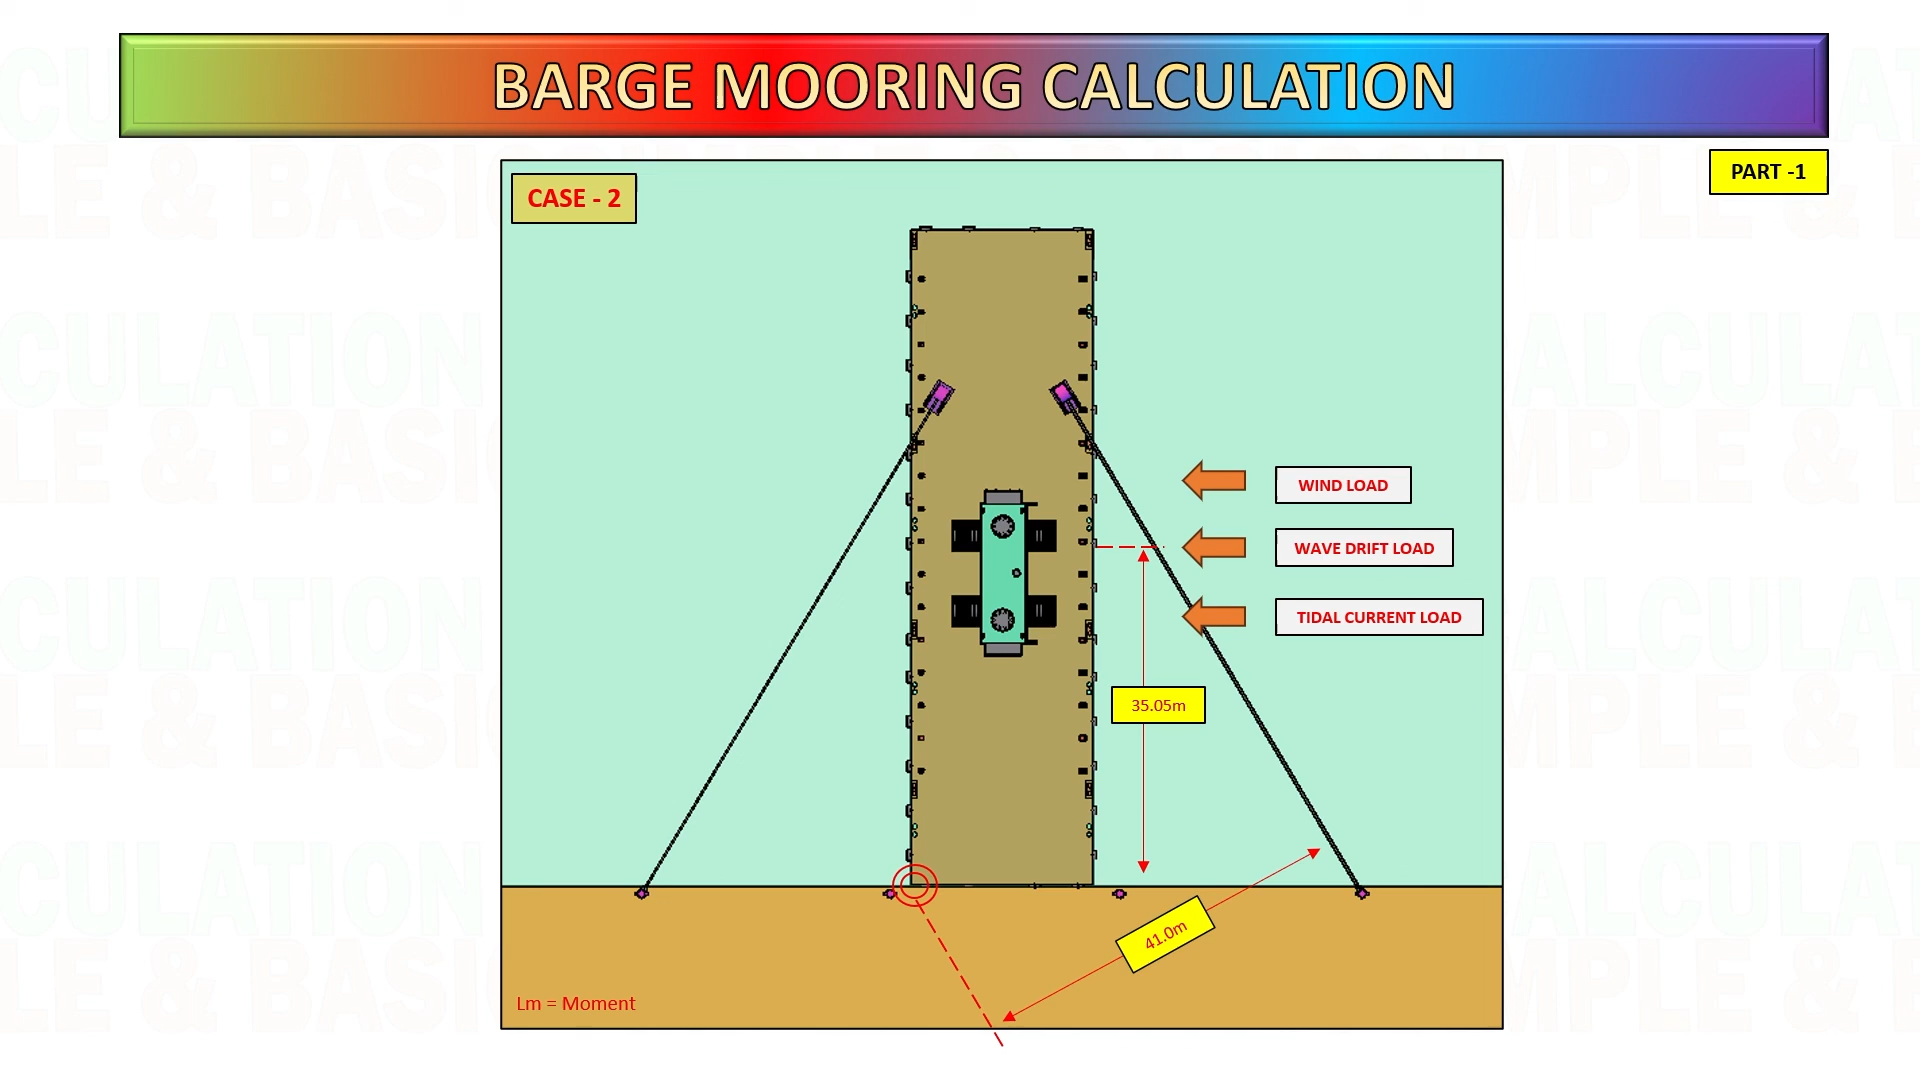 BARGE MOORING CALCULATION
PART -1
CASE - 2
WIND LOAD
WAVE DRIFT LOAD
TIDAL CURRENT LOAD
35.05m
41.0m
Lm = Moment